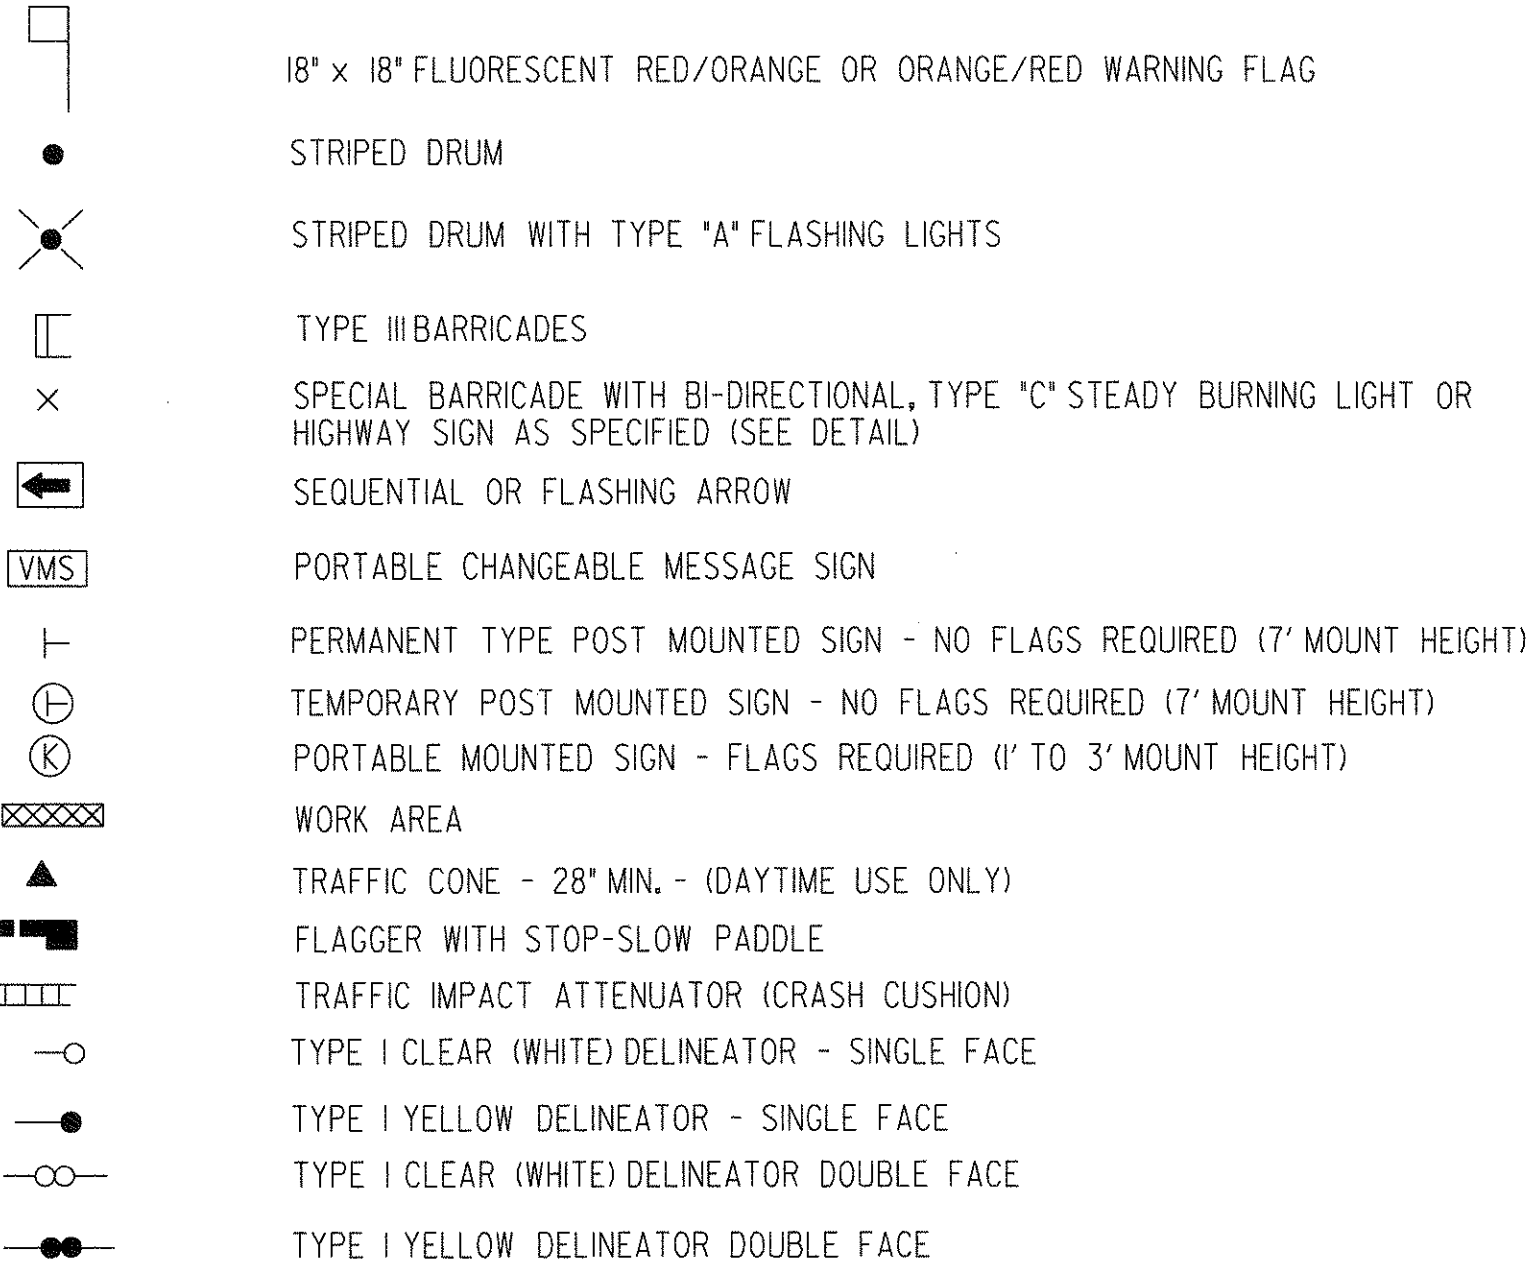 18" x 18" FLUORESCENT RED/ORANGE OR ORANGE/RED WARNING FLAG
STRIPED DRUM
STRIPED DRUM WITH TYPE "A" FLASHING LIGHTS
TYPE III BARRICADES
SPECIAL BARRICADE WITH BI-DIRECTIONAL, TYPE "C" STEADY BURNING LIGHT OR
HIGHWAY SIGN AS SPECIFIED (SEE DETAIL)
SEQUENTIAL OR FLASHING ARROW
VMS PORTABLE CHANGEABLE MESSAGE SIGN
PERMANENT TYPE POST MOUNTED SIGN - NO FLAGS REQUIRED (7' MOUNT HEIGHT)
TEMPORARY POST MOUNTED SIGN - NO FLAGS REQUIRED (7' MOUNT HEIGHT)
K PORTABLE MOUNTED SIGN - FLAGS REQUIRED (1' TO 3' MOUNT HEIGHT)
WORK AREA
TRAFFIC CONE - 28" MIN. - (DAYTIME USE ONLY)
FLAGGER WITH STOP-SLOW PADDLE
TRAFFIC IMPACT ATTENUATOR (CRASH CUSHION)
TYPE I CLEAR (WHITE) DELINEATOR - SINGLE FACE
TYPE I YELLOW DELINEATOR - SINGLE FACE
TYPE I CLEAR (WHITE) DELINEATOR DOUBLE FACE
TYPE I YELLOW DELINEATOR DOUBLE FACE